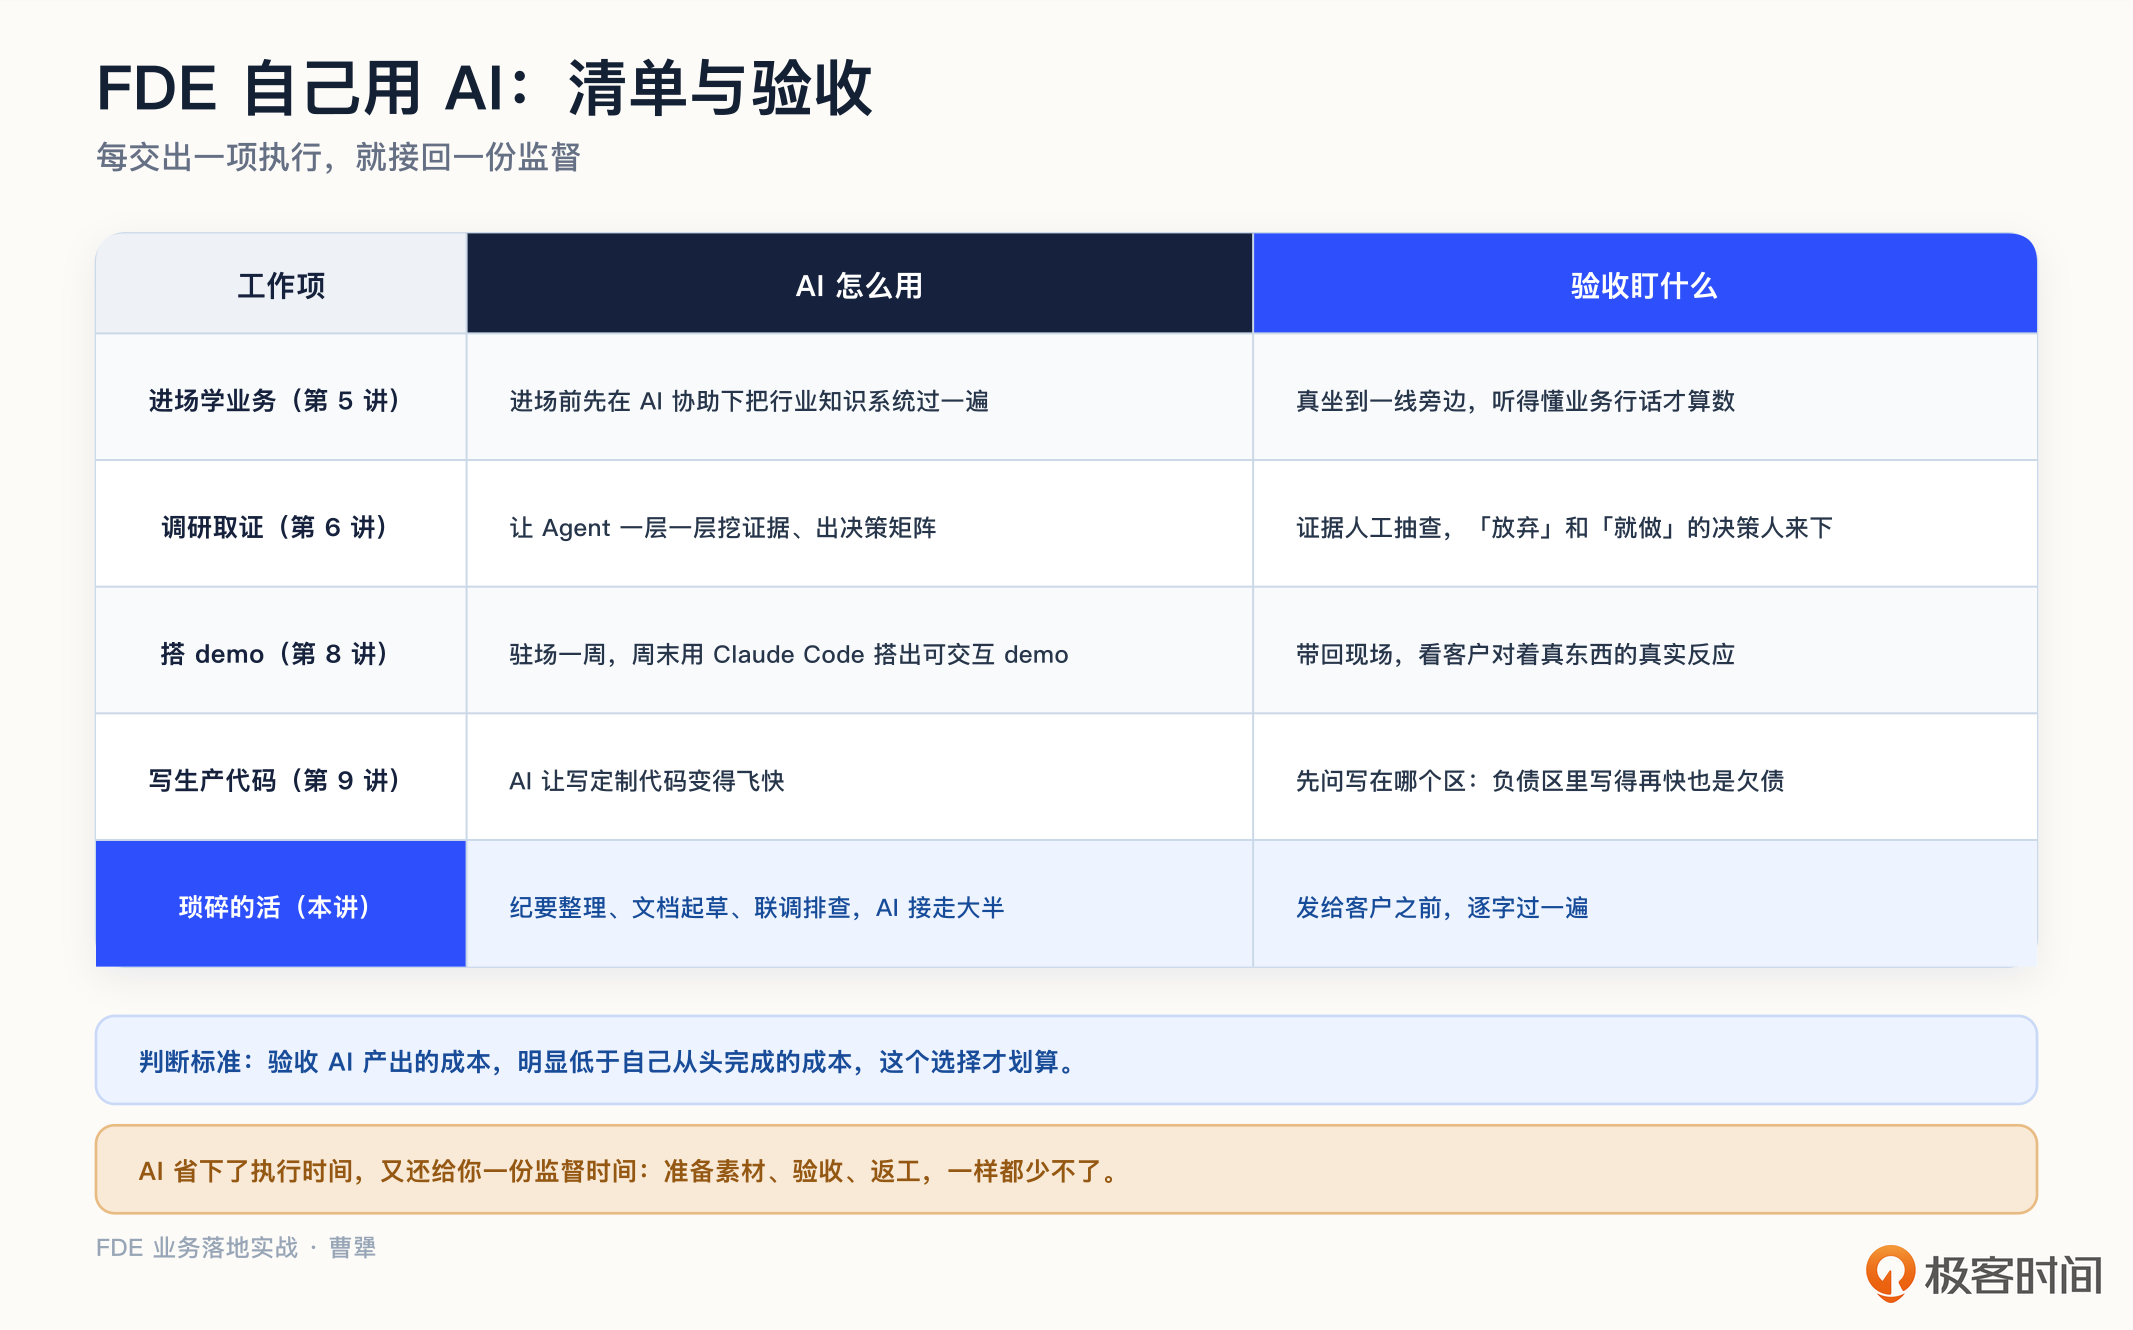 FDE 自己用 AI：清单与验收
每交出一项执行，就接回一份监督
工作项
AI 怎么用
验收盯什么
进场学业务（第 5 讲）
进场前先在 AI 协助下把行业知识系统过一遍
真坐到一线旁边，听得懂业务行话才算数
调研取证（第 6 讲）
让 Agent 一层一层挖证据、出决策矩阵
证据人工抽查，「放弃」和「就做」的决策人来下
搭 demo（第 8 讲）
驻场一周，周末用 Claude Code 搭出可交互 demo
带回现场，看客户对着真东西的真实反应
写生产代码（第 9 讲）
AI 让写定制代码变得飞快
先问写在哪个区：负债区里写得再快也是欠债
琐碎的活（本讲）
纪要整理、文档起草、联调排查，AI 接走大半
发给客户之前，逐字过一遍
判断标准：验收 AI 产出的成本，明显低于自己从头完成的成本，这个选择才划算。
AI 省下了执行时间，又还给你一份监督时间：准备素材、验收、返工，一样都少不了。
FDE 业务落地实战 · 曹犟
极客时间